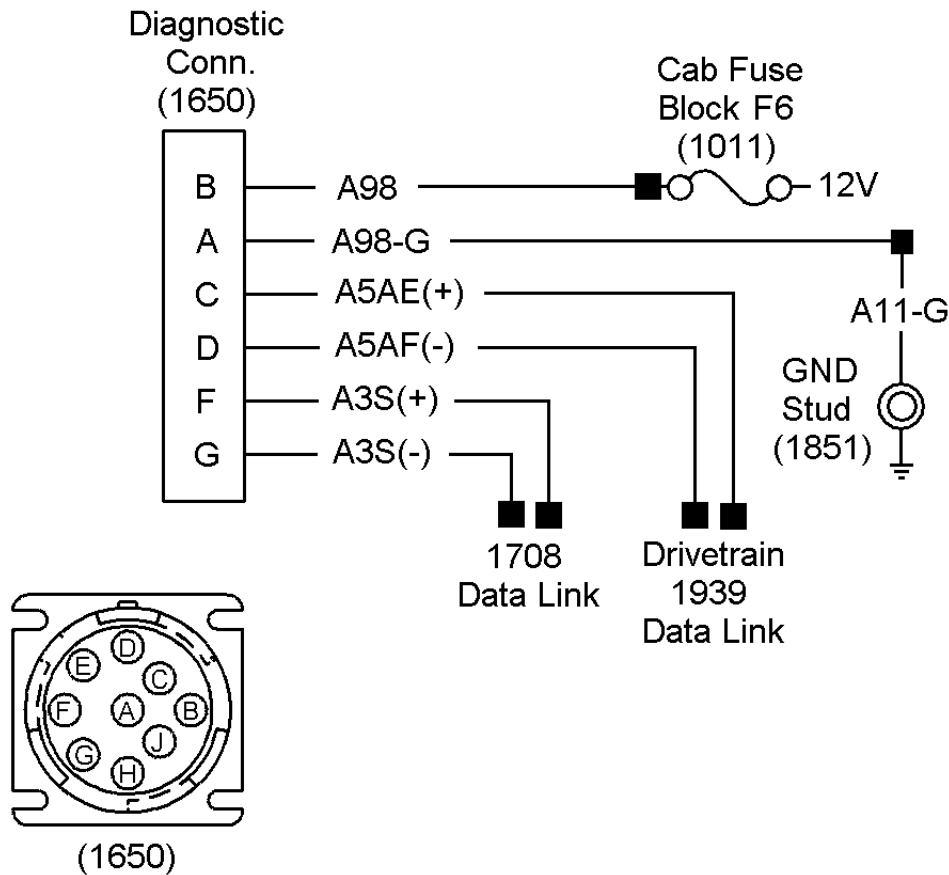 Diagnostic
Conn.
(1650)
Cab Fuse
Block F6
(1011)
B
A98
12V
A
A98-G
C
A5AE(+)
A11-G
D
A5AF(-)
GND
Stud
(1851)
F
A3S(+)
G
A3S(-)
1708
Data Link
Drivetrain
1939
Data Link
D
E
C
F
A
B
J
G
H
(1650)